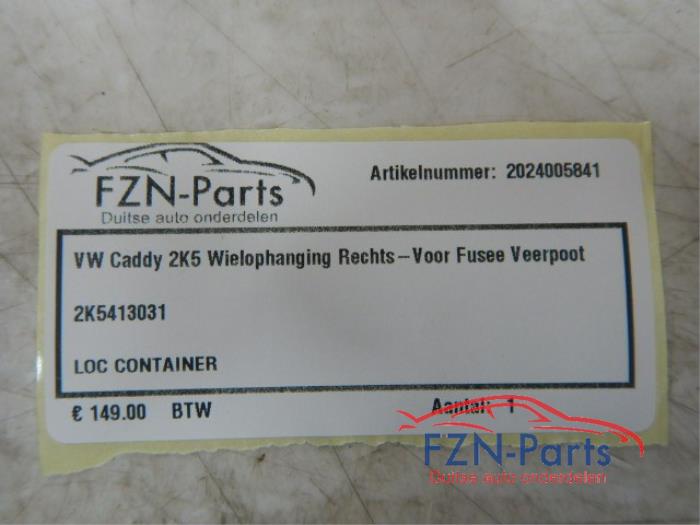 FZN-Parts
Duitse auto onderdelen
Artikelnummer: 2024005841
VW Caddy 2K5 Wielophanging Rechts-Voor Fusee Veerpoot
2K5413031
LOC CONTAINER
€ 149.00 BTW
Aantal: 1
FZN-Parts
Duitse auto onderdelen